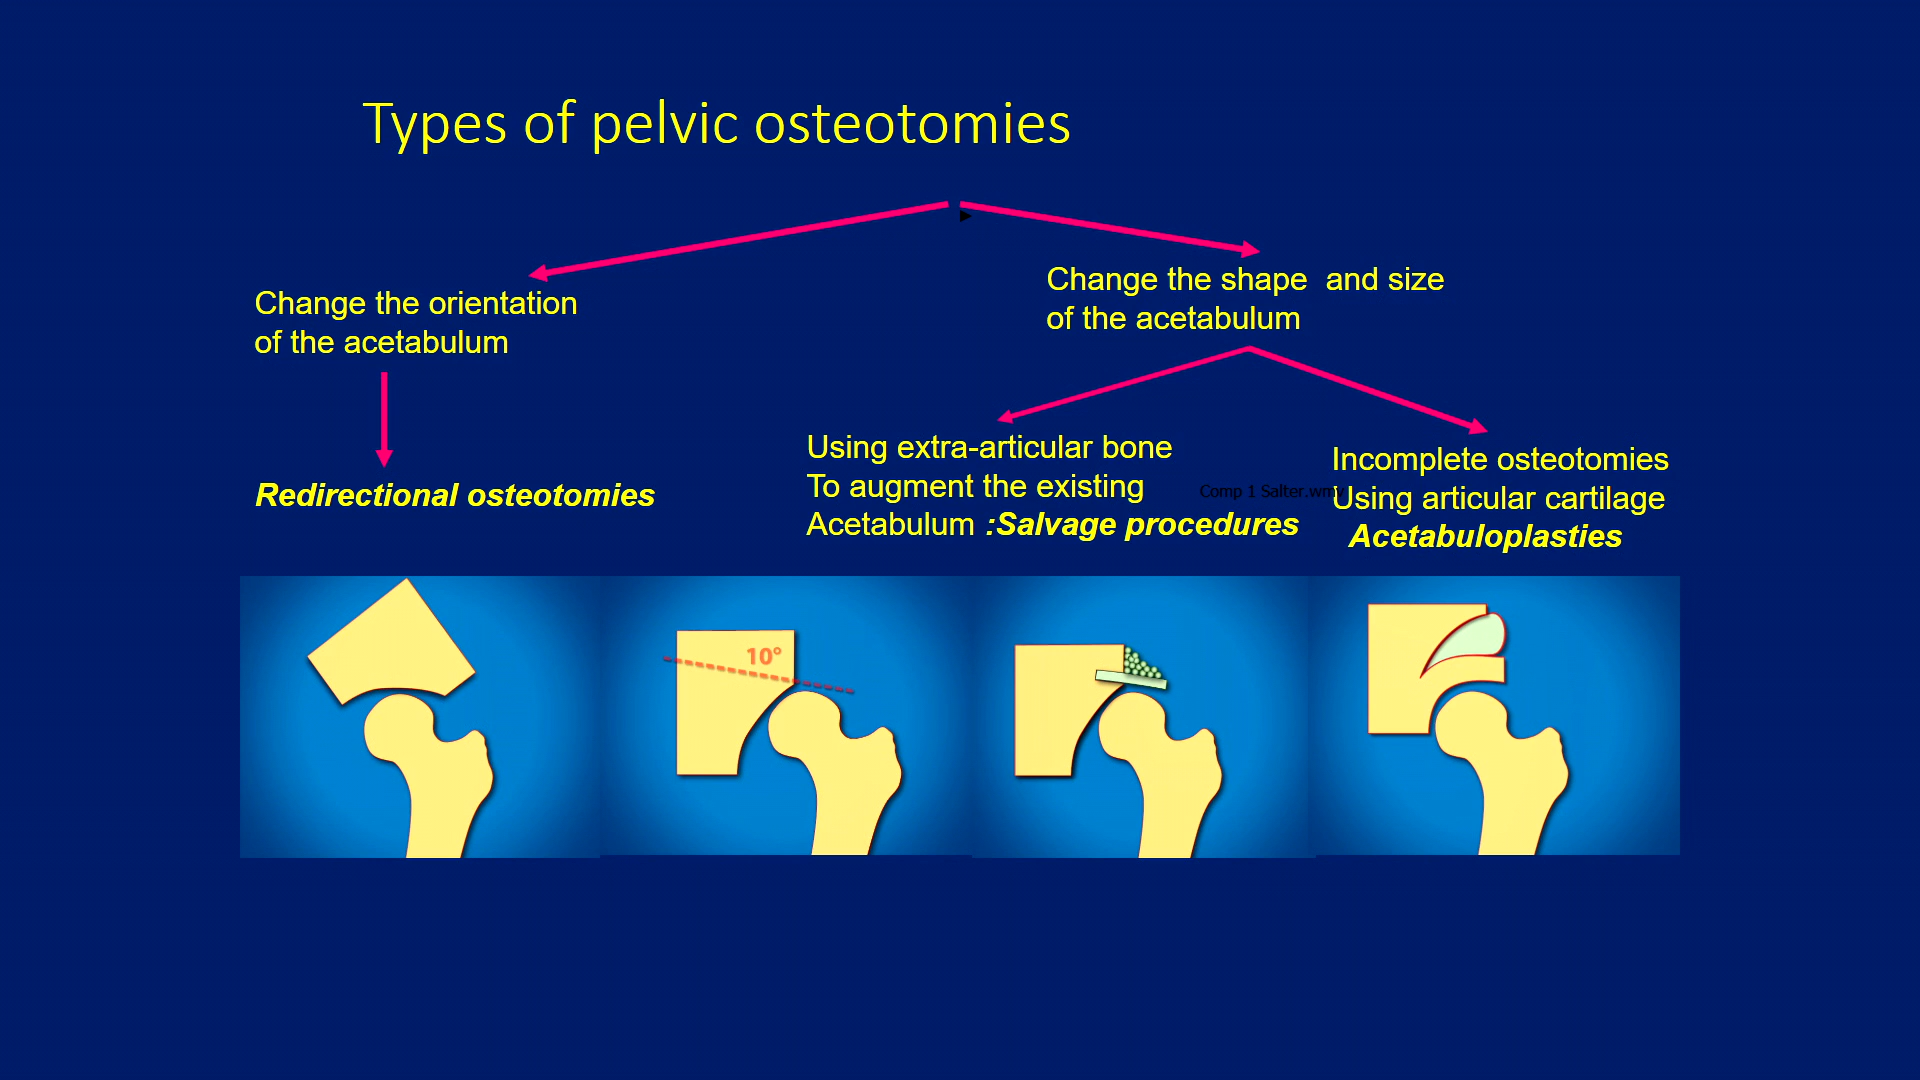 Types of pelvic osteotomies
Change the orientation
of the acetabulum
Redirectional osteotomies
Change the shape  and size
of the acetabulum
Using extra-articular bone
To augment the existing
Acetabulum :Salvage procedures
Comp 1 Salter.wmv
Incomplete osteotomies
Using articular cartilage
Acetabuloplasties
10°